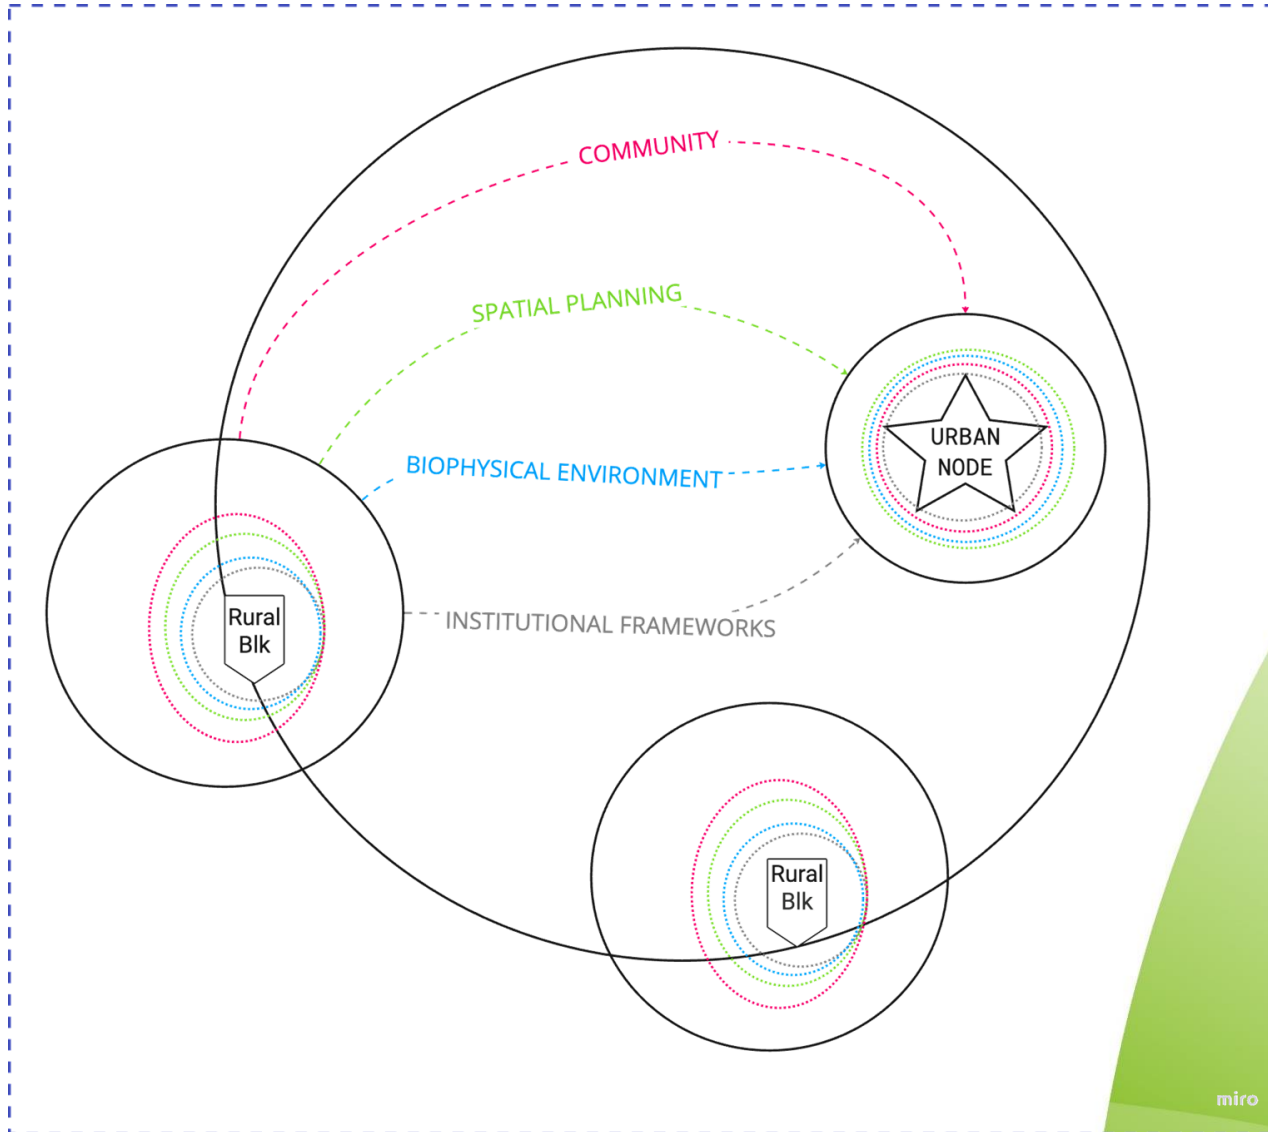 COMMUNITY
SPATIAL PLANNING
URBAN
NODE
BIOPHYSICAL ENVIRONMENT
Rural
Blk
INSTITUTIONAL FRAMEWORKS
Rural
Blk
miro